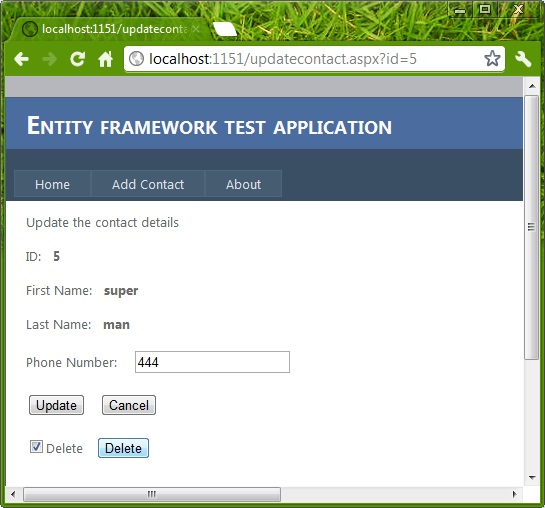 localhost:1151/updateconta
localhost:1151/updatecontact.aspx?id=5
ENTITY FRAMEWORK TEST APPLICATION
Home Add Contact About
Update the contact details
ID: 5
First Name: super
Last Name: man
Phone Number: 444
Update Cancel
Delete Delete